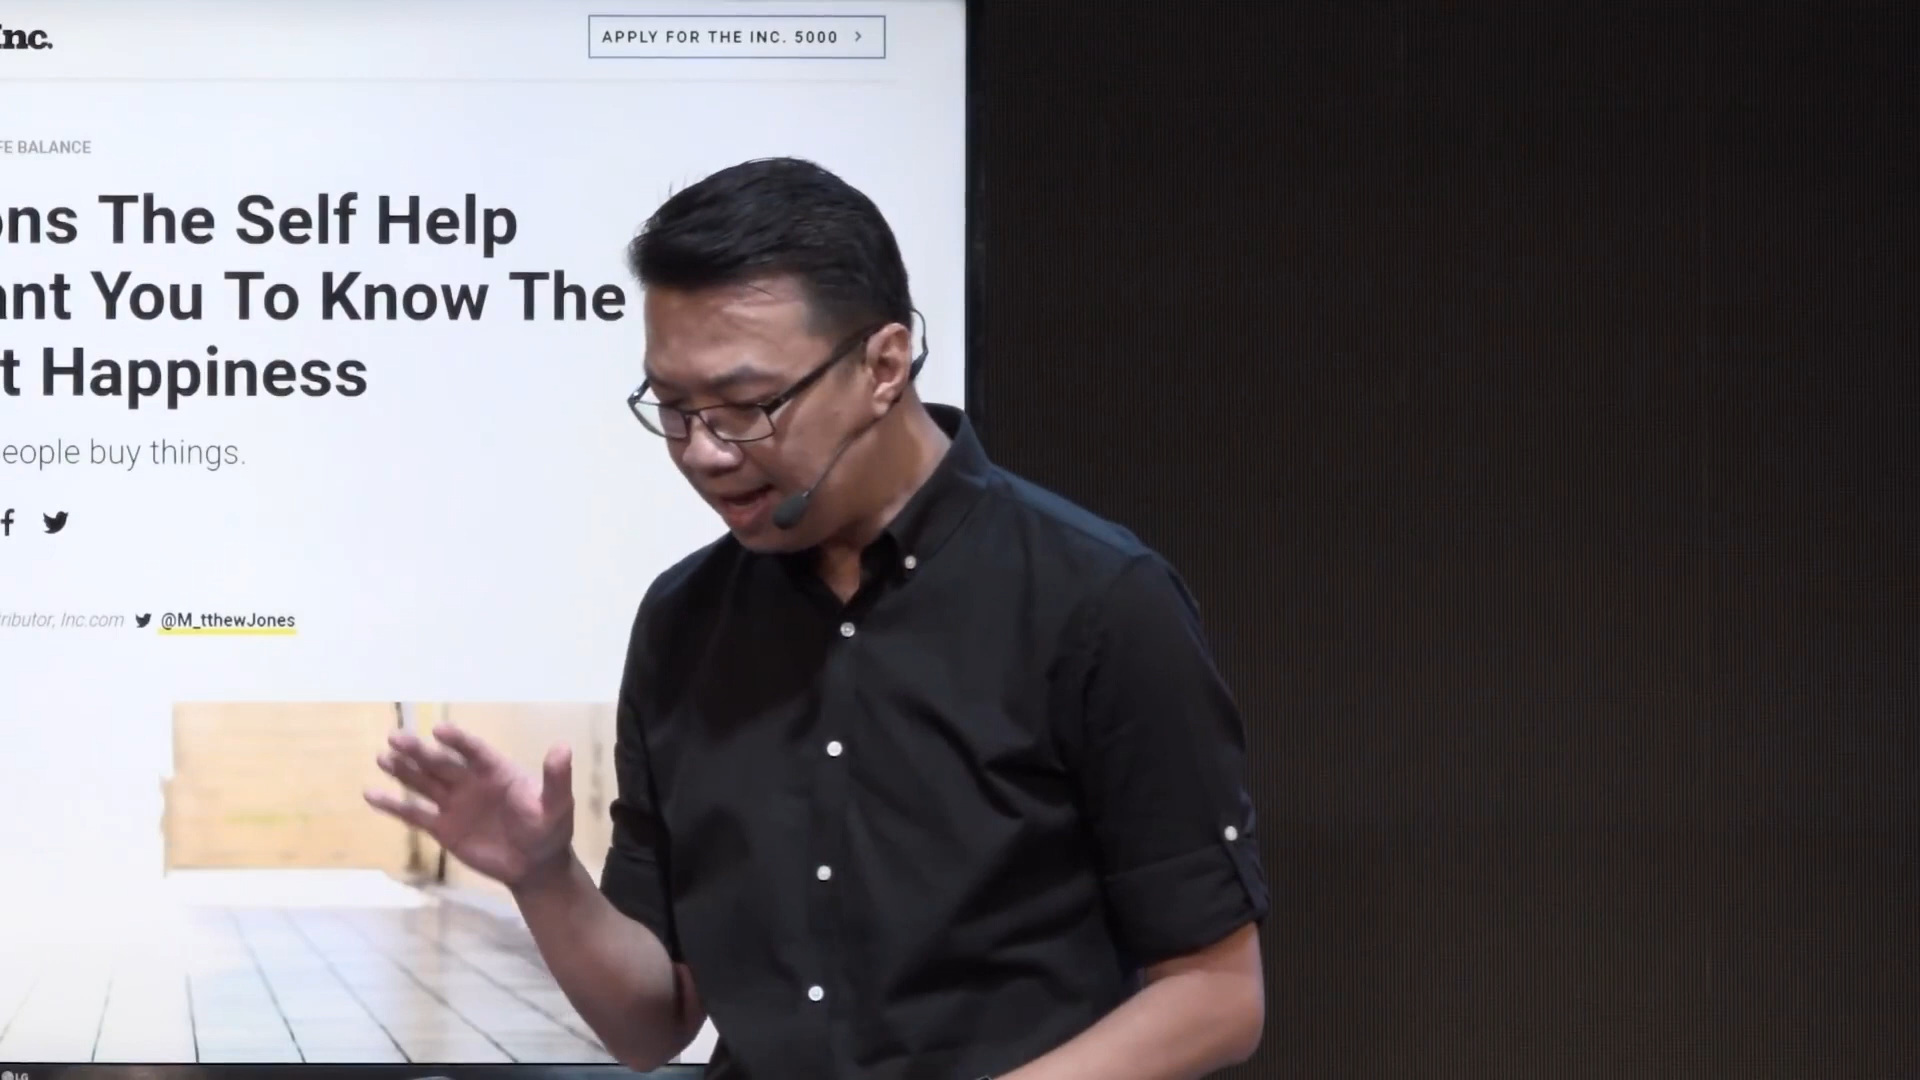 Inc.
APPLY FOR THE INC. 5000 >
FE BALANCE
ons The Self Help
ant You To Know The
t Happiness
eople buy things.
ributor, Inc.com @M_tthewJones
LG